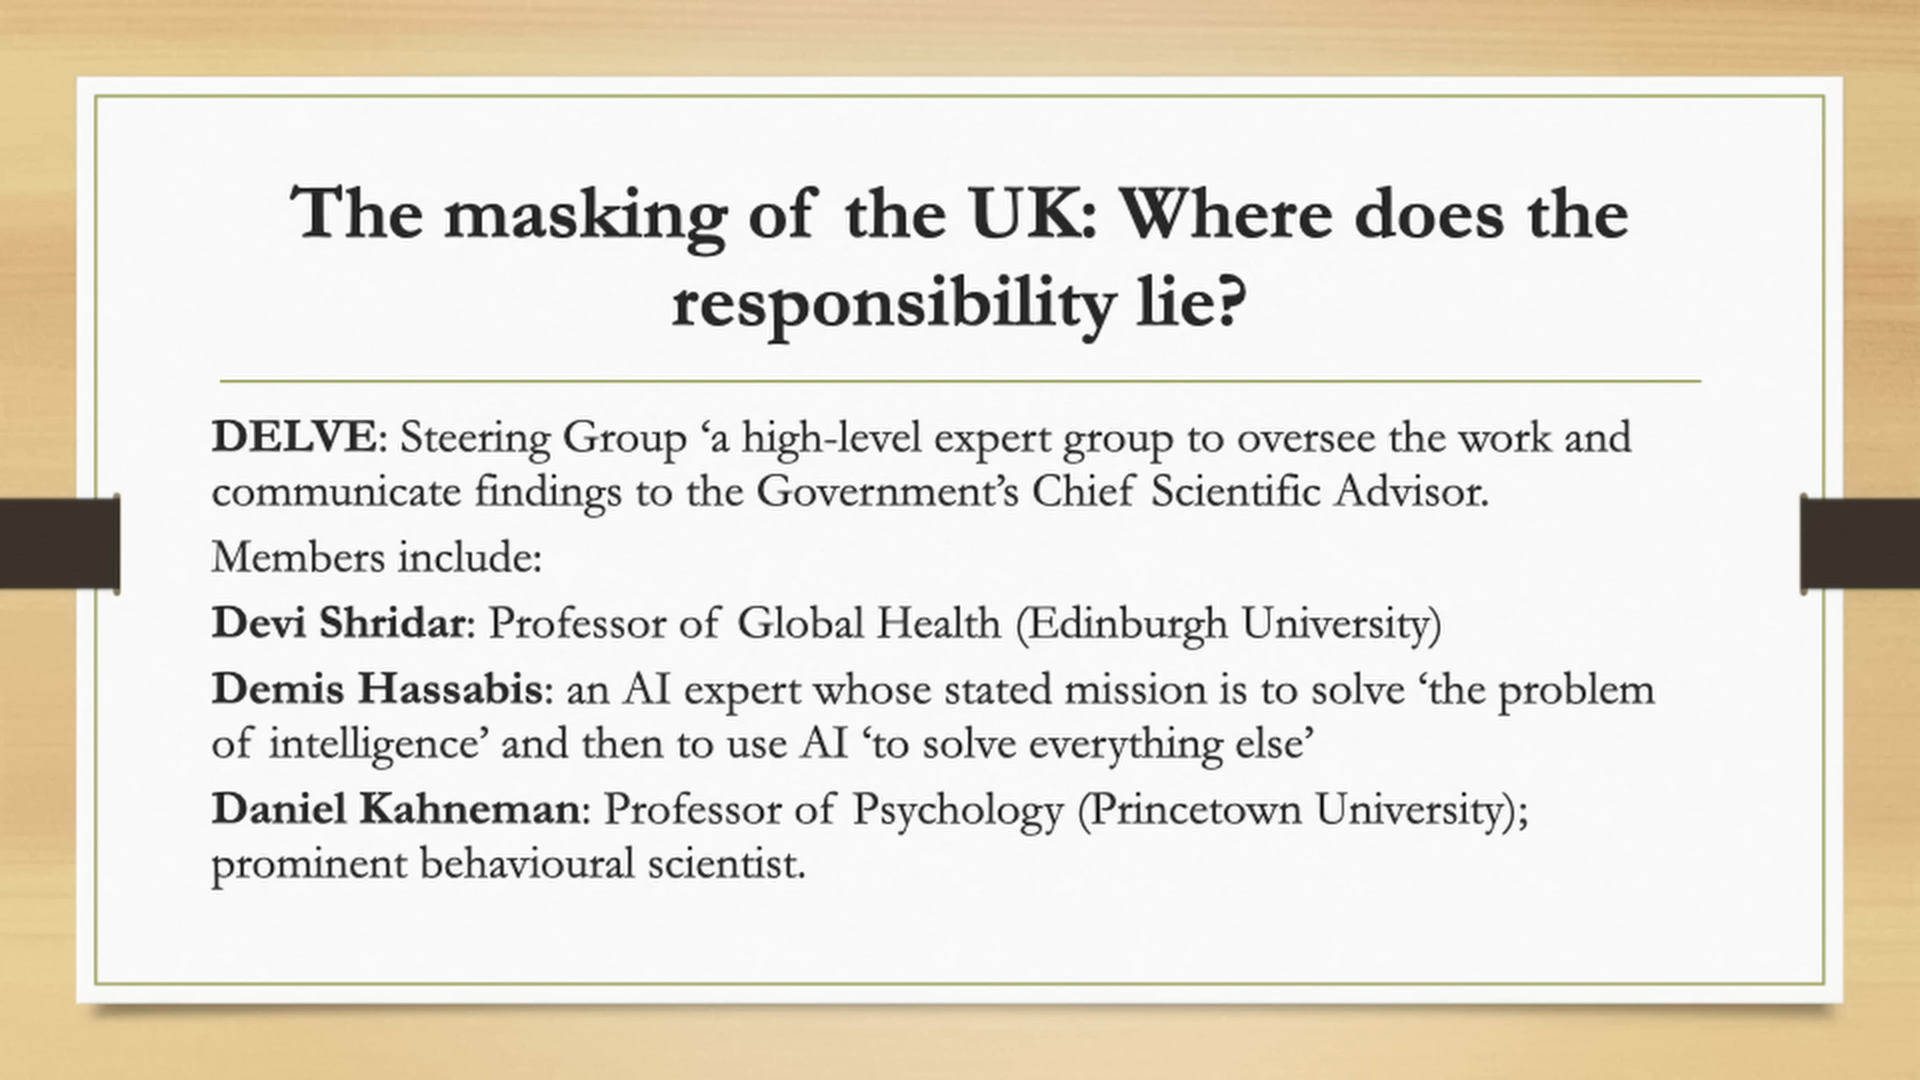 The masking of the UK: Where does the
responsibility lie?
DELVE: Steering Group ‘a high-level expert group to oversee the work and
communicate findings to the Government’s Chief Scientific Advisor.
Members include:
Devi Shridar: Professor of Global Health (Edinburgh University)
Demis Hassabis: an AI expert whose stated mission is to solve ‘the problem
of intelligence’ and then to use AI ‘to solve everything else’
Daniel Kahneman: Professor of Psychology (Princetown University);
prominent behavioural scientist.